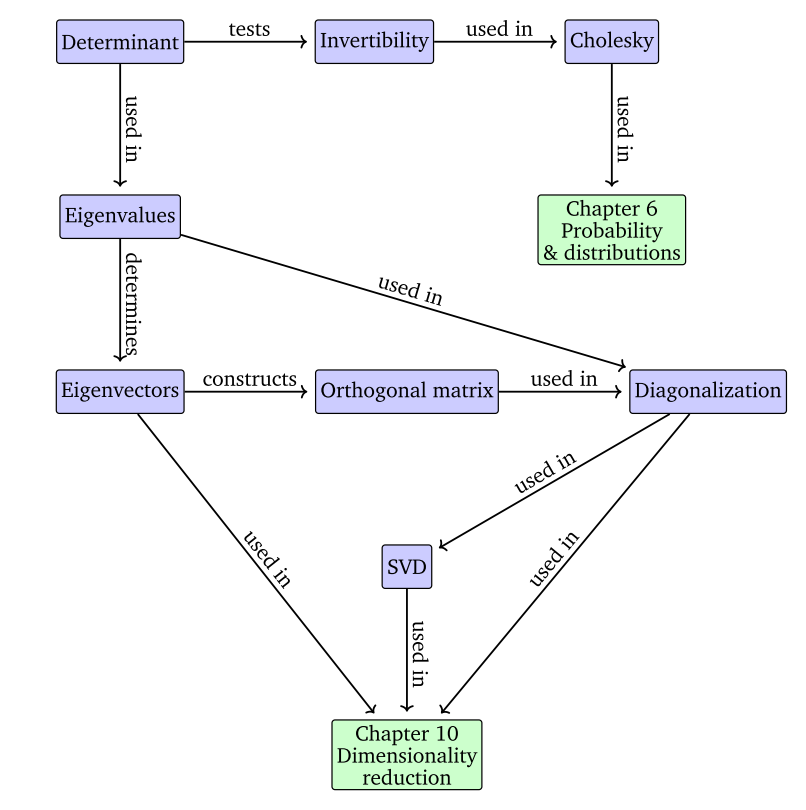 Determinant
tests
Invertibility
used in
Cholesky
used in
used in
Eigenvalues
Chapter 6
Probability
& distributions
determines
used in
Eigenvectors
constructs
Orthogonal matrix
used in
Diagonalization
used in
used in
used in
SVD
used in
Chapter 10
Dimensionality
reduction